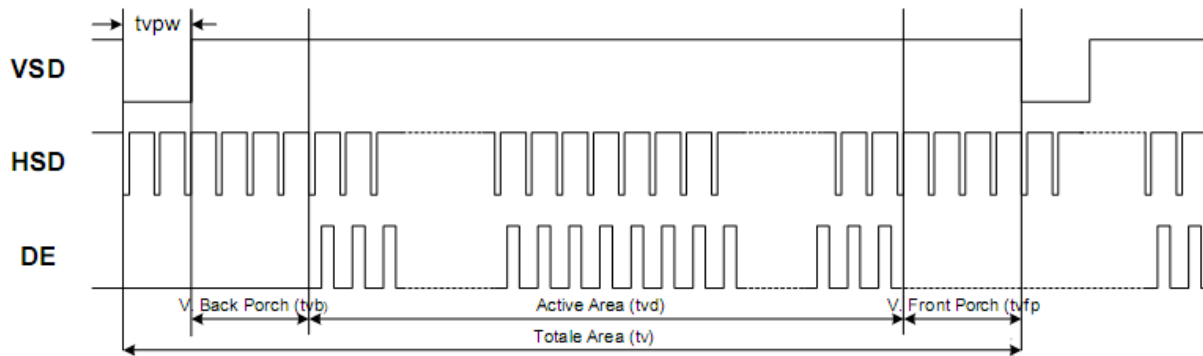 tvpw
VSD
HSD
DE
V. Back Porch (tvb)
Active Area (tvd)
V. Front Porch (tvfp
Totale Area (tv)